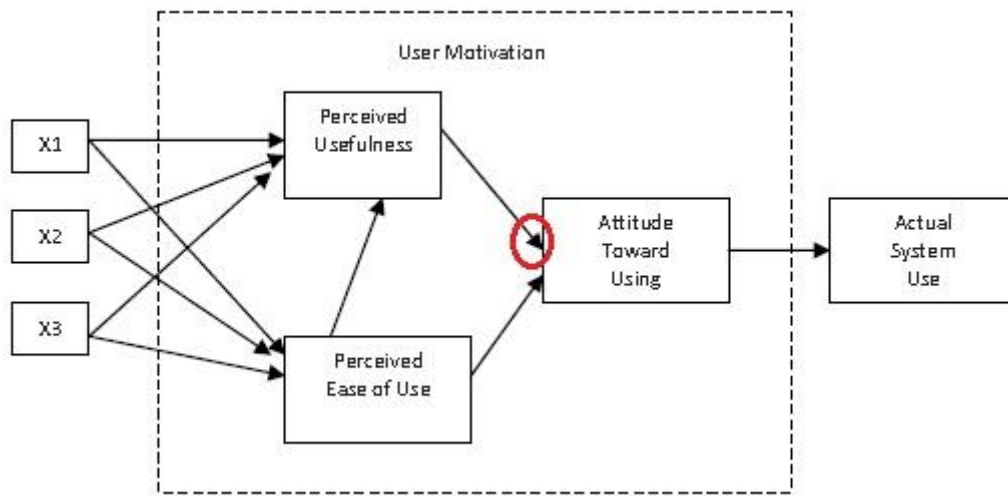 User Motivation
X1
X2
X3
Perceived
Usefulness
Perceived
Ease of Use
Attitude
Toward
Using
Actual
System
Use